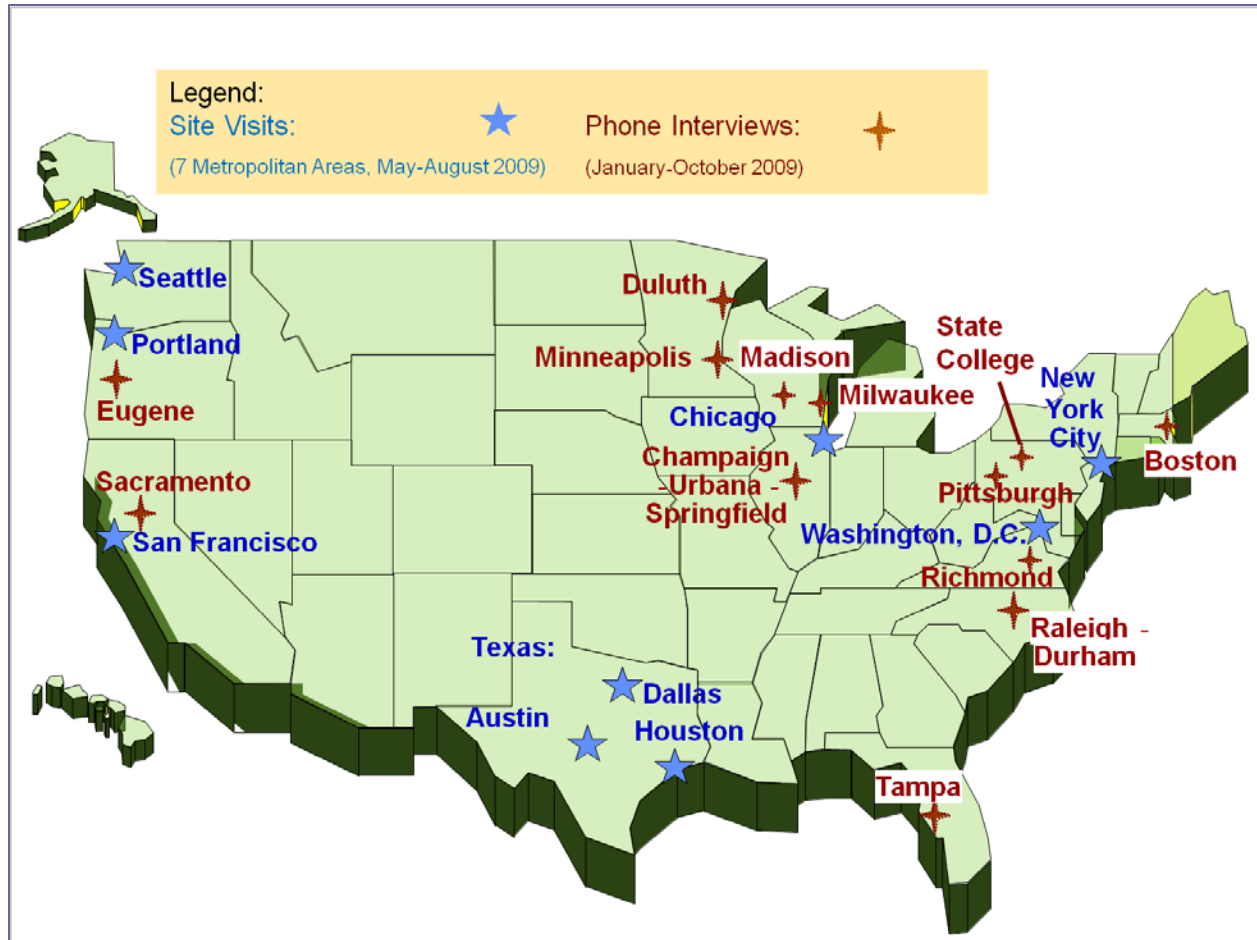 Legend:
Site Visits:
Phone Interviews:
(7 Metropolitan Areas, May-August 2009)
(January-October 2009)
Seattle
Portland
Eugene
Sacramento
San Francisco
Duluth
Minneapolis
Madison
Milwaukee
Chicago
Champaign
-Urbana -
Springfield
State
College
New
York
City
Boston
Pittsburgh
Washington, D.C.
Richmond
Raleigh -
Durham
Texas:
Dallas
Austin
Houston
Tampa